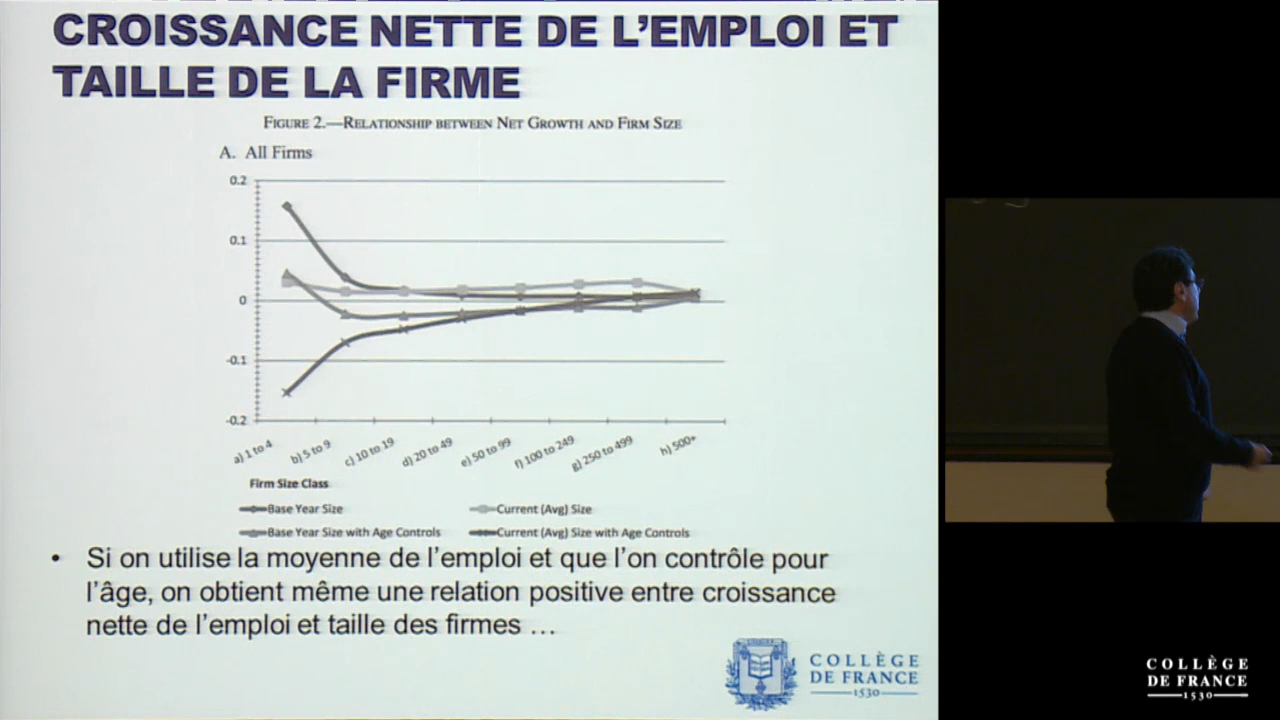 CROISSANCE NETTE DE L'EMPLOI ET
TAILLE DE LA FIRME
FIGURE 2.—RELATIONSHIP BETWEEN NET GROWTH AND FIRM SIZE
A. All Firms
0.2
0.1
0
-0.1
-0.2
a) 1 to 4
b) 5 to 9
c) 10 to 19
d) 20 to 49
e) 50 to 99
f) 100 to 249
g) 250 to 499
h) 500+
Firm Size Class
Base Year Size
Current (Avg) Size
Base Year Size with Age Controls
Current (Avg) Size with Age Controls
• Si on utilise la moyenne de l'emploi et que l'on contrôle pour
l'âge, on obtient même une relation positive entre croissance
nette de l'emploi et taille des firmes …
COLLÈGE
DE FRANCE
1530
COLLÈGE
DE FRANCE
1530